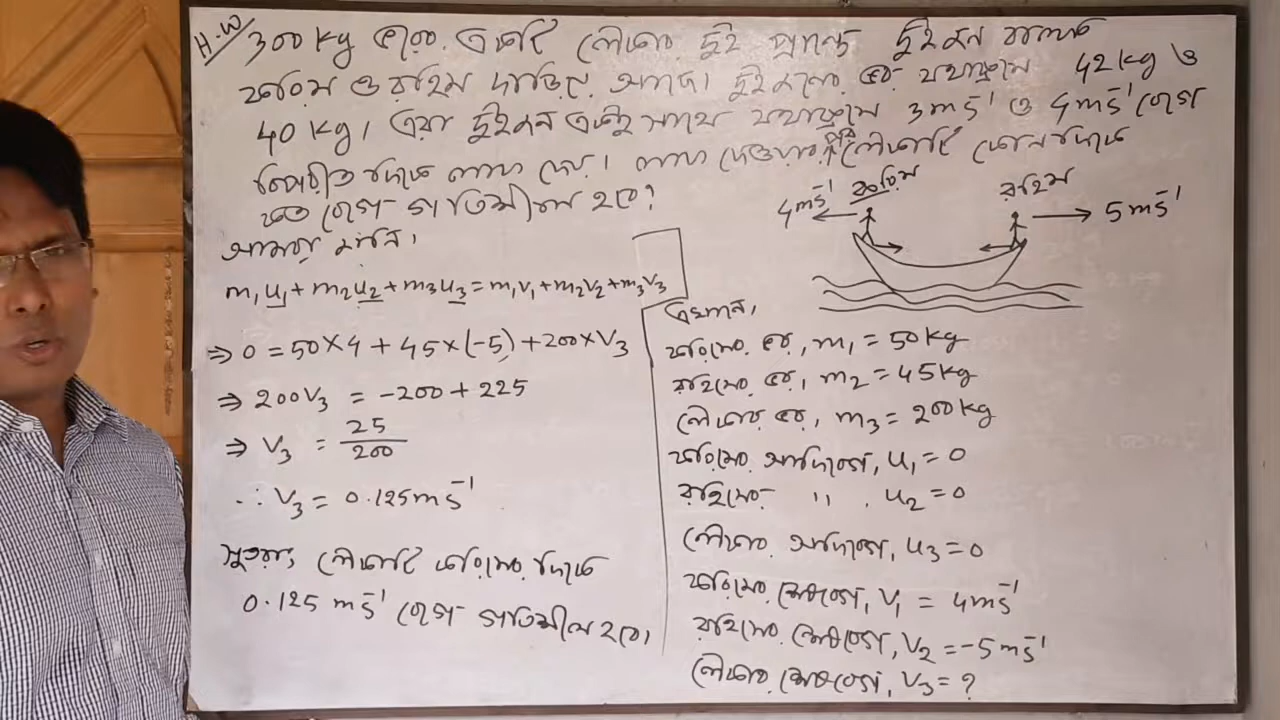 H.W
300 kg ভরের একটি নৌকার দুই প্রান্তে দুইজন বালক
করিম ও রহিম দাড়িয়ে আছে। দুইজনের ভর যথাক্রমে 42 kg ও
40 kg। এরা দুইজন একই সাথে যথাক্রমে 3 ms⁻¹ ও 4 ms⁻¹ বেগে
বিপরীত দিকে লাফ দেয়। লাফ দেওয়ার পর নৌকাটি কোন দিকে
কত বেগে গতিশীল হবে?
4 ms⁻¹ করিম রহিম 5 ms⁻¹
আমরা জানি,
m₁u₁ + m₂u₂ + m₃u₃ = m₁v₁ + m₂v₂ + m₃v₃
⇒ 0 = 50×4 + 45×(-5) + 200×V₃
⇒ 200V₃ = -200 + 225
⇒ V₃ = 25/200
∴ V₃ = 0.125 ms⁻¹
সুতরাং নৌকাটি করিমের দিকে
0.125 ms⁻¹ বেগে গতিশীল হবে।
এখানে,
করিমের ভর, m₁ = 50 kg
রহিমের ভর, m₂ = 45 kg
নৌকার ভর, m₃ = 200 kg
করিমের আদিবেগ, u₁ = 0
রহিমের " , u₂ = 0
নৌকার আদিবেগ, u₃ = 0
করিমের শেষবেগ, V₁ = 4 ms⁻¹
রহিমের শেষবেগ, V₂ = -5 ms⁻¹
নৌকার শেষবেগ, V₃ = ?